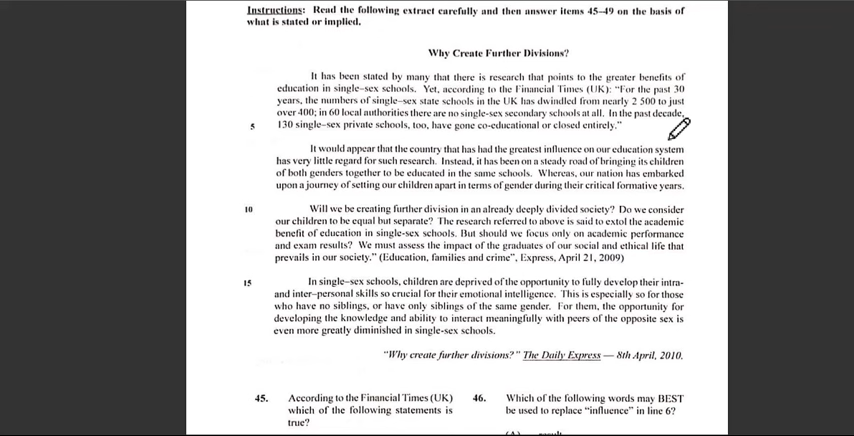 Instructions: Read the following extract carefully and then answer items 45–49 on the basis of
what is stated or implied.
Why Create Further Divisions?
It has been stated by many that there is research that points to the greater benefits of
education in single–sex schools. Yet, according to the Financial Times (UK): “For the past 30
years, the numbers of single–sex state schools in the UK has dwindled from nearly 2 500 to just
over 400; in 60 local authorities there are no single-sex secondary schools at all. In the past decade,
5 130 single–sex private schools, too, have gone co-educational or closed entirely.”
It would appear that the country that has had the greatest influence on our education system
has very little regard for such research. Instead, it has been on a steady road of bringing its children
of both genders together to be educated in the same schools. Whereas, our nation has embarked
upon a journey of setting our children apart in terms of gender during their critical formative years.
10 Will we be creating further division in an already deeply divided society? Do we consider
our children to be equal but separate? The research referred to above is said to extol the academic
benefit of education in single-sex schools. But should we focus only on academic performance
and exam results? We must assess the impact of the graduates of our social and ethical life that
prevails in our society.” (Education, families and crime”, Express, April 21, 2009)
15 In single–sex schools, children are deprived of the opportunity to fully develop their intra-
and inter–personal skills so crucial for their emotional intelligence. This is especially so for those
who have no siblings, or have only siblings of the same gender. For them, the opportunity for
developing the knowledge and ability to interact meaningfully with peers of the opposite sex is
even more greatly diminished in single-sex schools.
“Why create further divisions?” The Daily Express — 8th April, 2010.
45. According to the Financial Times (UK)
which of the following statements is
true?
46. Which of the following words may BEST
be used to replace “influence” in line 6?